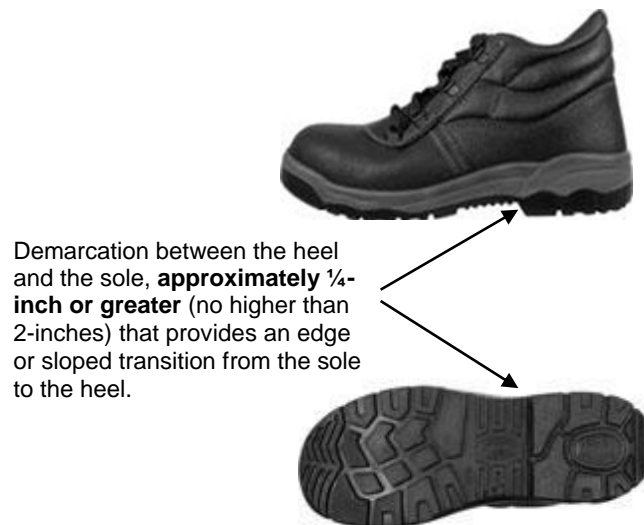 Demarcation between the heel
and the sole, approximately ¼-
inch or greater (no higher than
2-inches) that provides an edge
or sloped transition from the sole
to the heel.